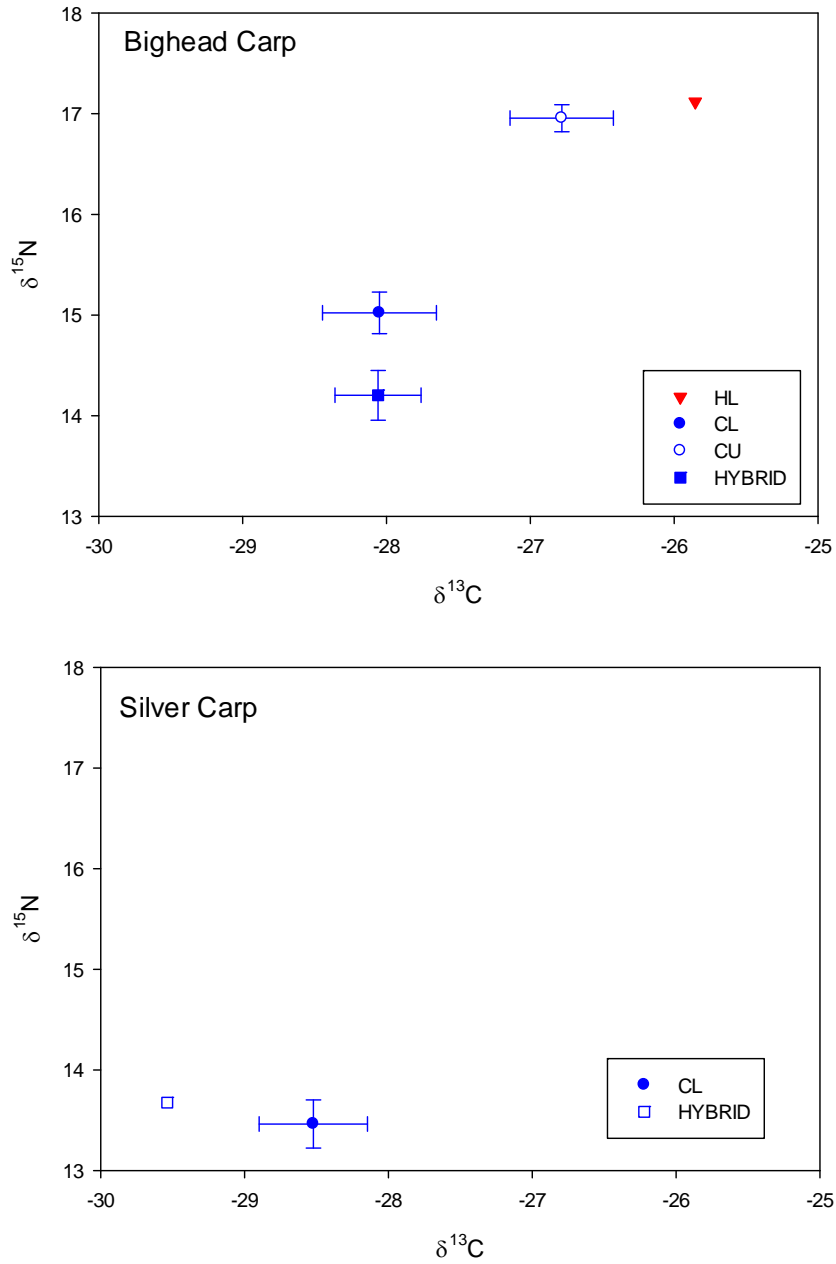 18
Bighead Carp
17
16
δ15N
15
14
13
HL
CL
CU
HYBRID
-30 -29 -28 -27 -26 -25
δ13C
18
Silver Carp
17
16
δ15N
15
14
13
CL
HYBRID
-30 -29 -28 -27 -26 -25
δ13C